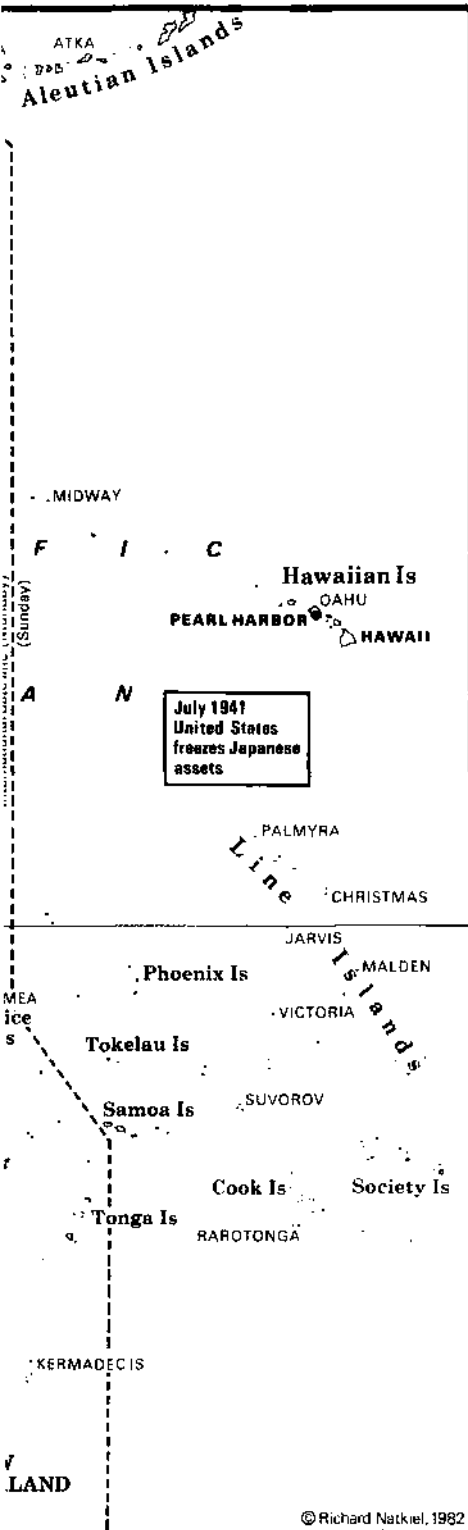 ATKA
Aleutian Islands
MIDWAY
F I C
Hawaiian Is
OAHU
PEARL HARBOR
HAWAII
(Sunday)
A N
July 1941
United States
freezes Japanese
assets
PALMYRA
Line Islands
CHRISTMAS
JARVIS
MALDEN
Phoenix Is
MEA
ice
s
VICTORIA
Tokelau Is
SUVOROV
Samoa Is
t
Cook Is
Society Is
Tonga Is
RAROTONGA
KERMADEC IS
LAND
© Richard Natkiel, 1982